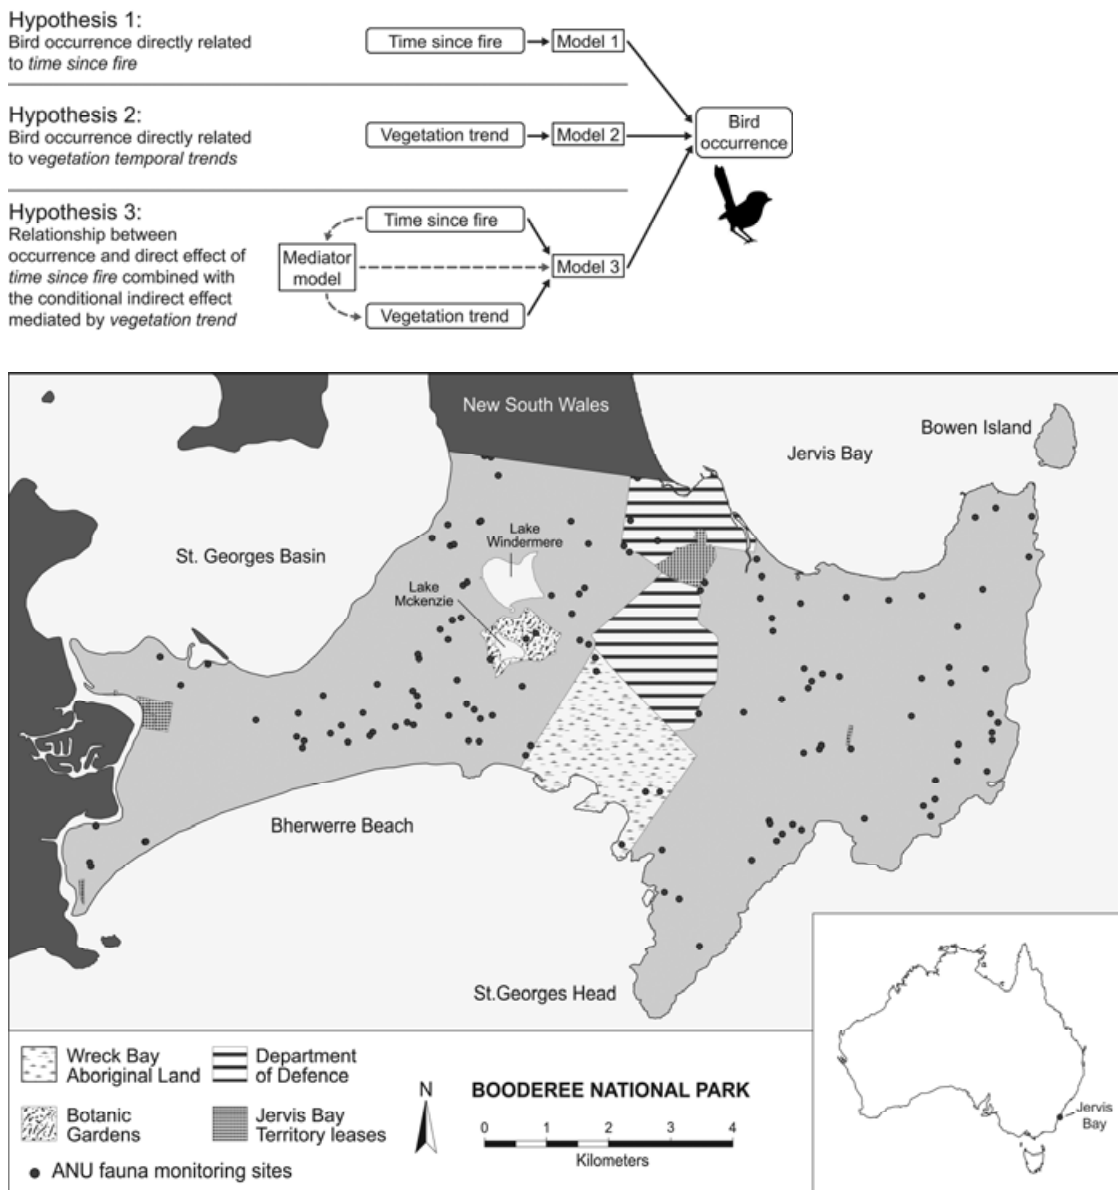 Hypothesis 1:
Bird occurrence directly related
to time since fire
Time since fire
Model 1
Hypothesis 2:
Bird occurrence directly related
to vegetation temporal trends
Vegetation trend
Model 2
Bird
occurrence
Hypothesis 3:
Relationship between
occurrence and direct effect of
time since fire combined with
the conditional indirect effect
mediated by vegetation trend
Time since fire
Mediator
model
Model 3
Vegetation trend
New South Wales
Bowen Island
Jervis Bay
St. Georges Basin
Lake
Windermere
Lake
Mckenzie
Bherwerre Beach
St.Georges Head
Wreck Bay
Aboriginal Land
Department
of Defence
Botanic
Gardens
Jervis Bay
Territory leases
ANU fauna monitoring sites
N
BOODEREE NATIONAL PARK
0 1 2 3 4
Kilometers
Jervis
Bay